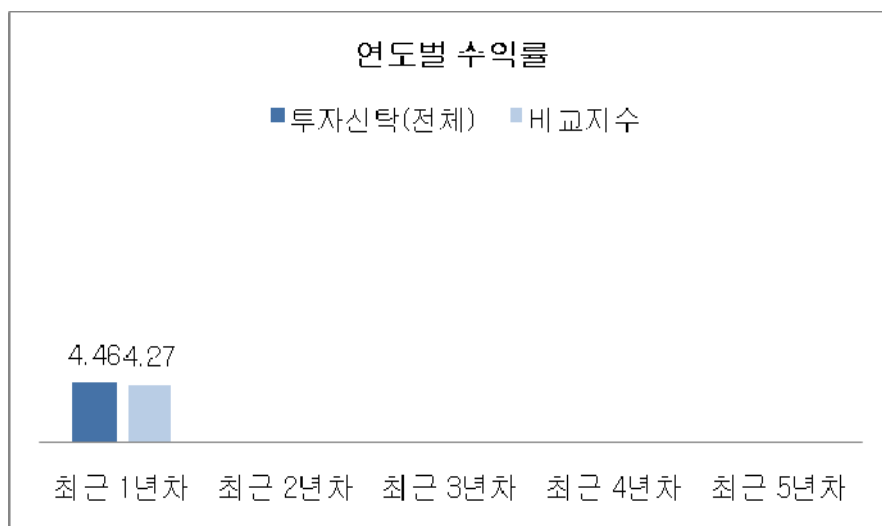 연도별 수익률
투자신탁(전체) 비교지수
4.46 4.27
최근 1년차 최근 2년차 최근 3년차 최근 4년차 최근 5년차